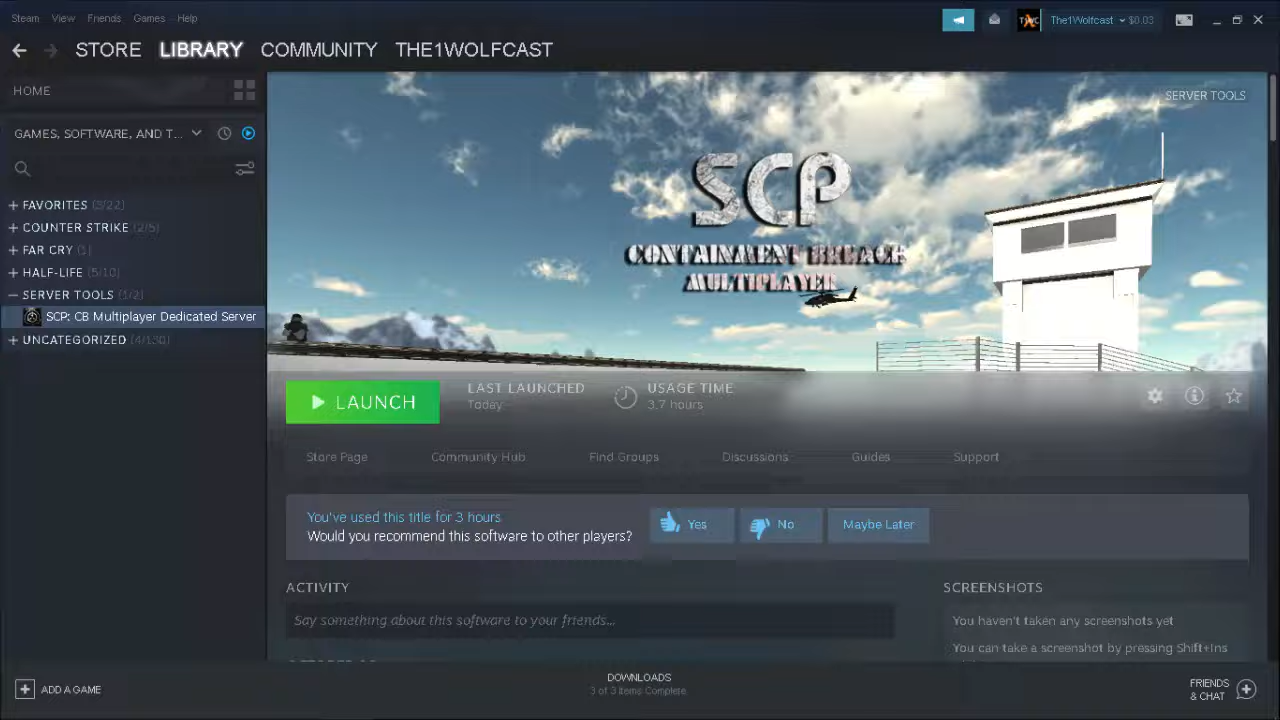 Steam View Friends Games Help
The1Wolfcast $0.03
STORE LIBRARY COMMUNITY THE1WOLFCAST
HOME
SERVER TOOLS
GAMES, SOFTWARE, AND T...
SCP
CONTAINMENT BREACH
MULTIPLAYER
+ FAVORITES (3/22)
+ COUNTER STRIKE (2/5)
+ FAR CRY (1)
+ HALF-LIFE (5/10)
– SERVER TOOLS (1/2)
SCP: CB Multiplayer Dedicated Server
+ UNCATEGORIZED (4/130)
LAUNCH
LAST LAUNCHED
Today
USAGE TIME
3.7 hours
Store Page Community Hub Find Groups Discussions Guides Support
You've used this title for 3 hours
Would you recommend this software to other players?
Yes No Maybe Later
ACTIVITY
Say something about this software to your friends...
SCREENSHOTS
You haven't taken any screenshots yet
You can take a screenshot by pressing Shift+Ins
ADD A GAME
DOWNLOADS
3 of 3 Items Complete
FRIENDS
& CHAT